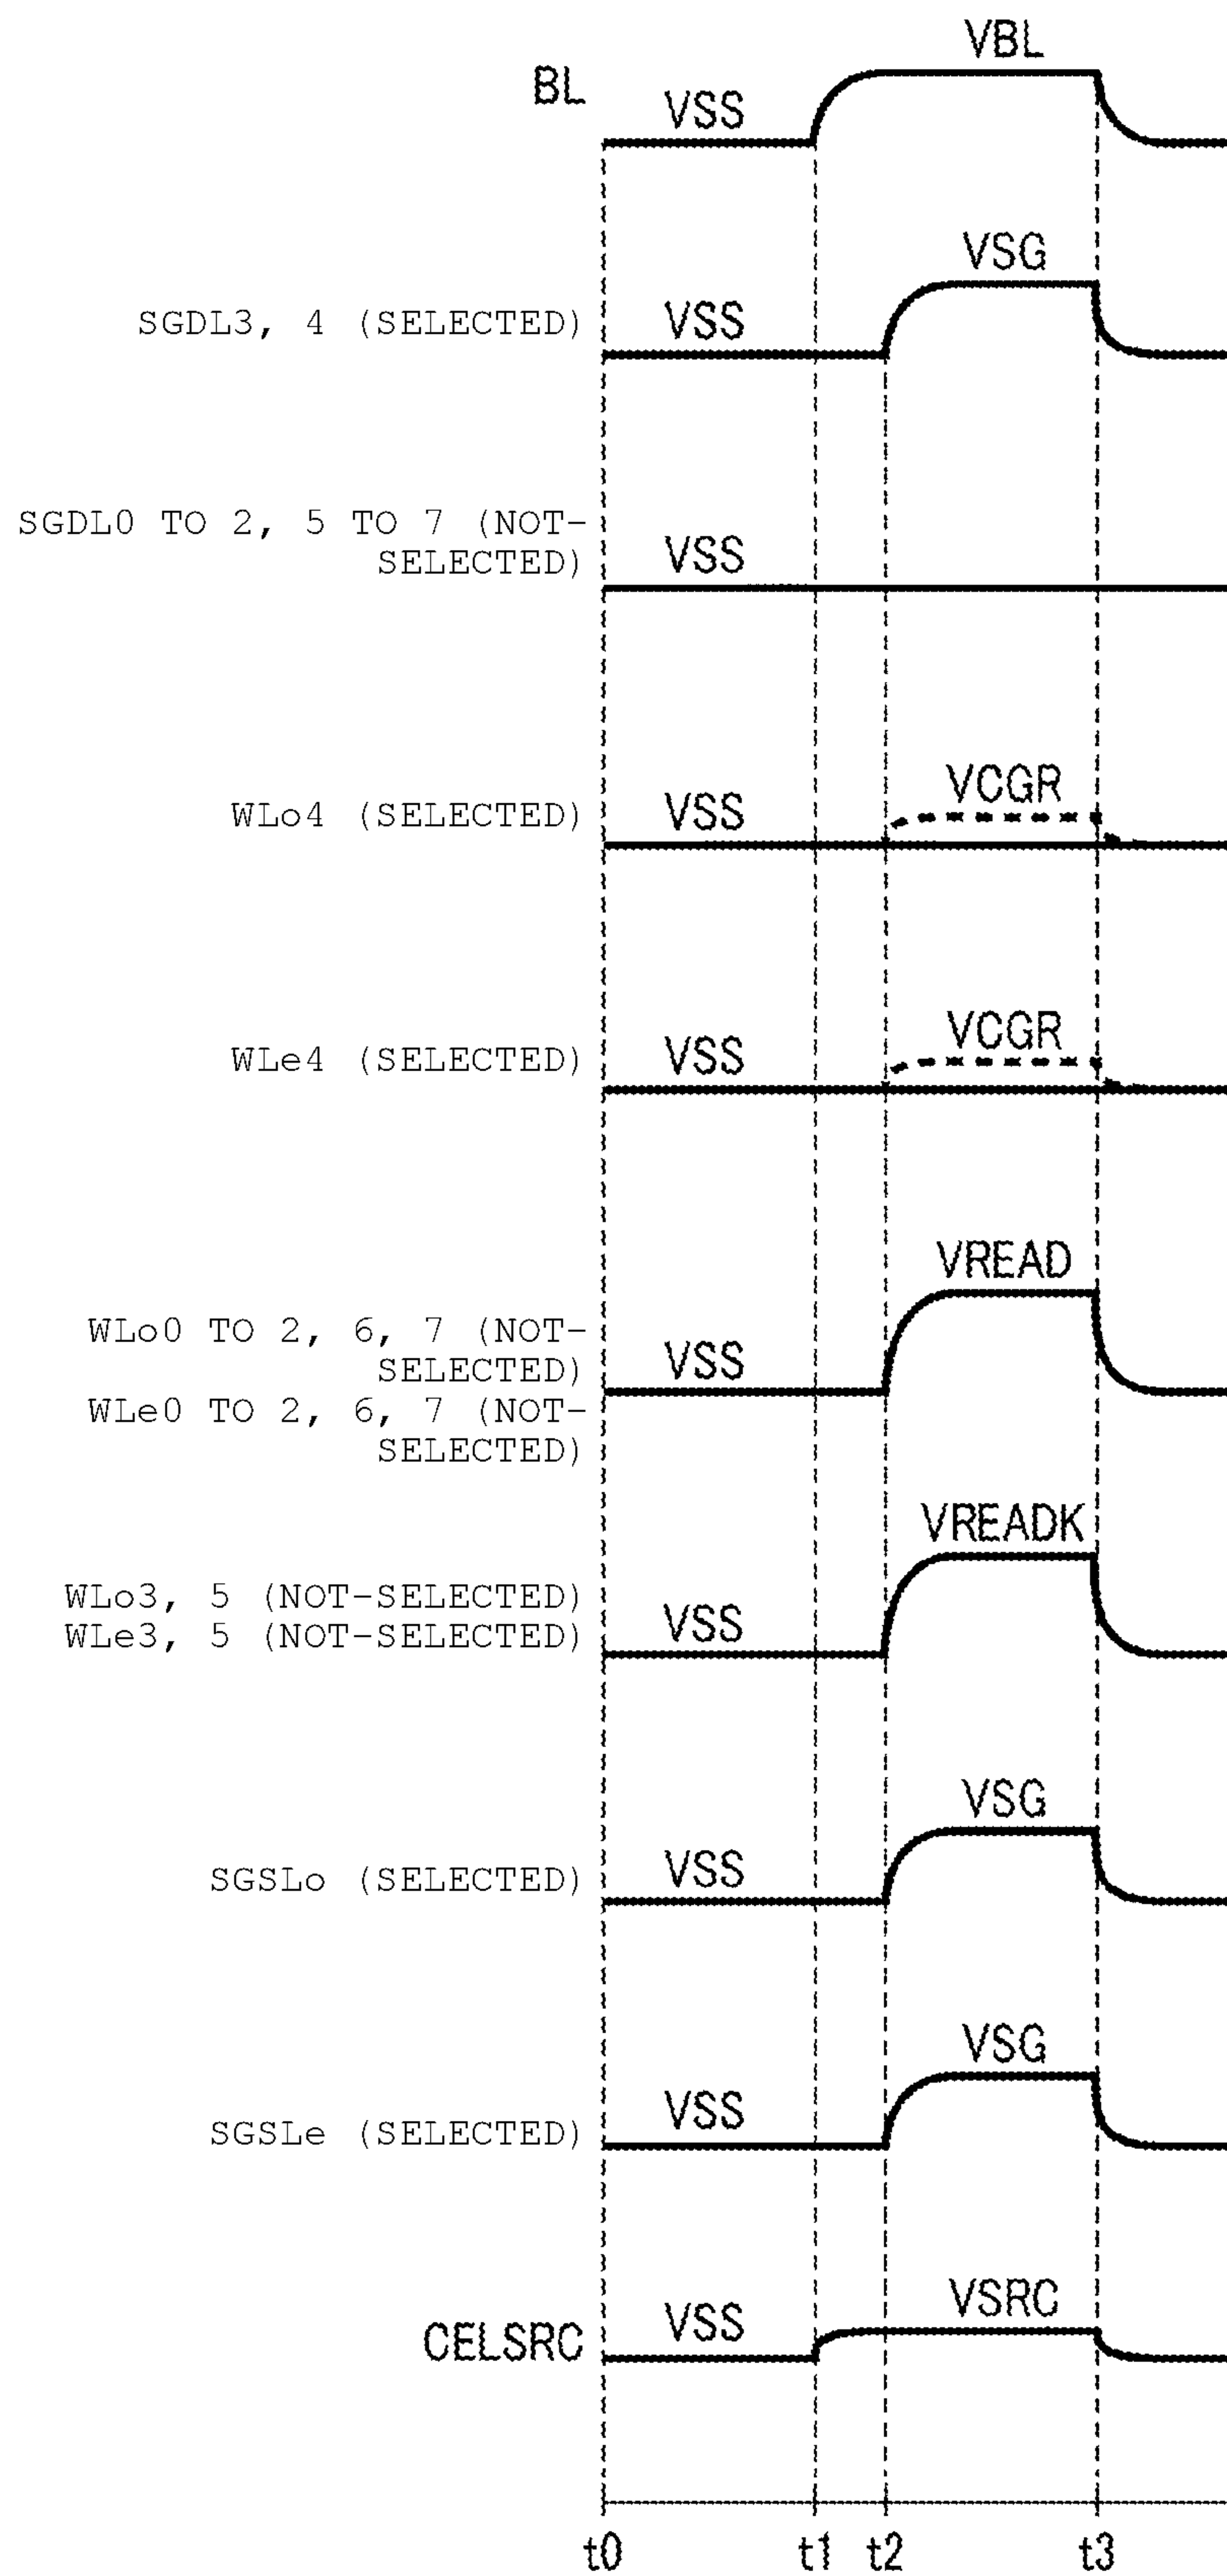 VBL
BL
VSS
VSG
SGDL3, 4 (SELECTED)
VSS
SGDL0 TO 2, 5 TO 7 (NOT-
SELECTED)
VSS
VCGR
WLo4 (SELECTED)
VSS
VCGR
WLe4 (SELECTED)
VSS
VREAD
WLo0 TO 2, 6, 7 (NOT-
SELECTED)
VSS
WLe0 TO 2, 6, 7 (NOT-
SELECTED)
VREADK
WLo3, 5 (NOT-SELECTED)
VSS
WLe3, 5 (NOT-SELECTED)
VSG
SGSLo (SELECTED)
VSS
VSG
SGSLe (SELECTED)
VSS
VSRC
CELSRC
VSS
t0 t1 t2 t3